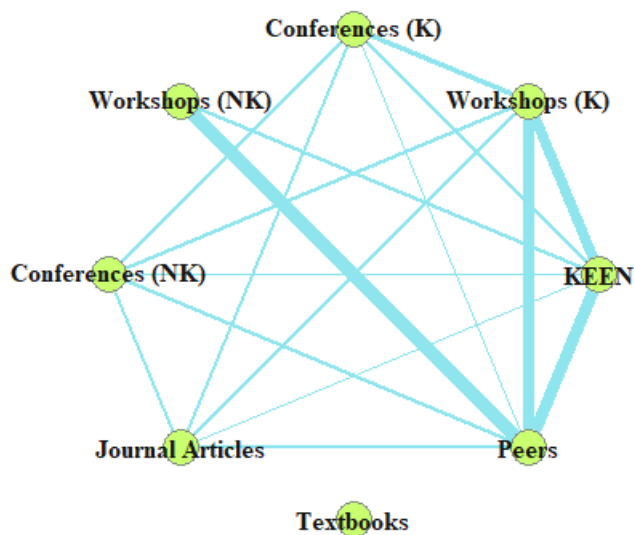 Conferences (K)
Workshops (NK)
Workshops (K)
Conferences (NK)
KEEN
Journal Articles
Peers
Textbooks